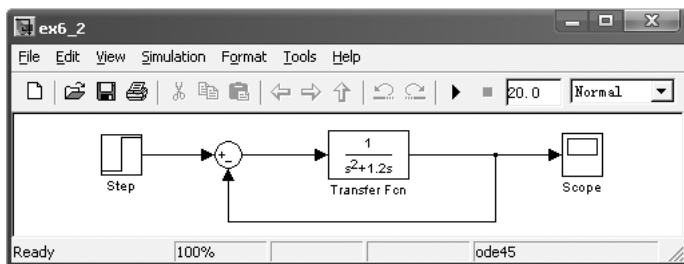 ex6_2
File Edit View Simulation Format Tools Help
20.0 Normal
+-
1
s²+1.2s
Step
Transfer Fcn
Scope
Ready 100% ode45